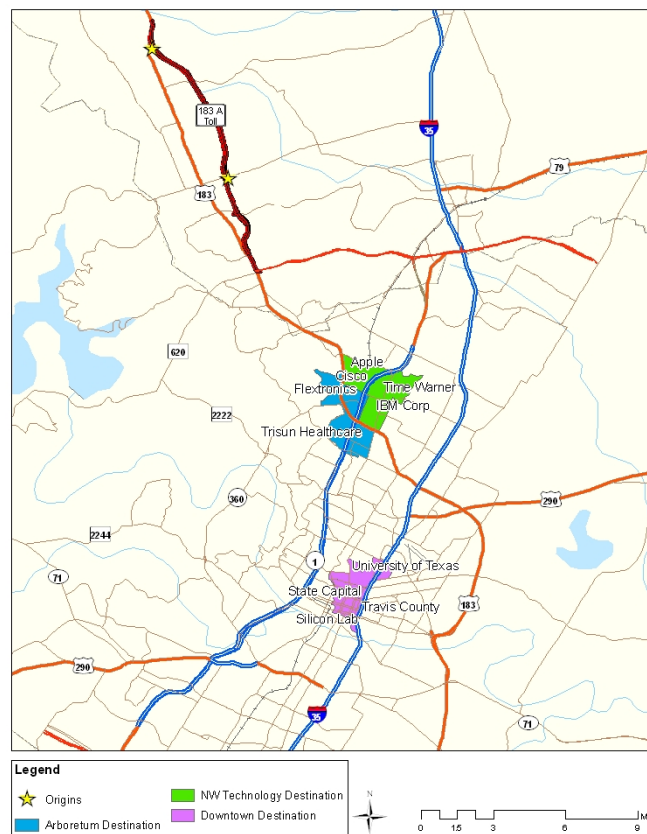 183 A
Toll
35
79
183
620
Apple
Cisco
Time Warner
Flextronics
IBM Corp
2222
Trisun Healthcare
360
290
2244
1
University of Texas
71
State Capital
Travis County
183
Silicon Lab
290
35
71
Legend
Origins
NW Technology Destination
Arboretum Destination
Downtown Destination
N
0 1.5 3 6 9
M